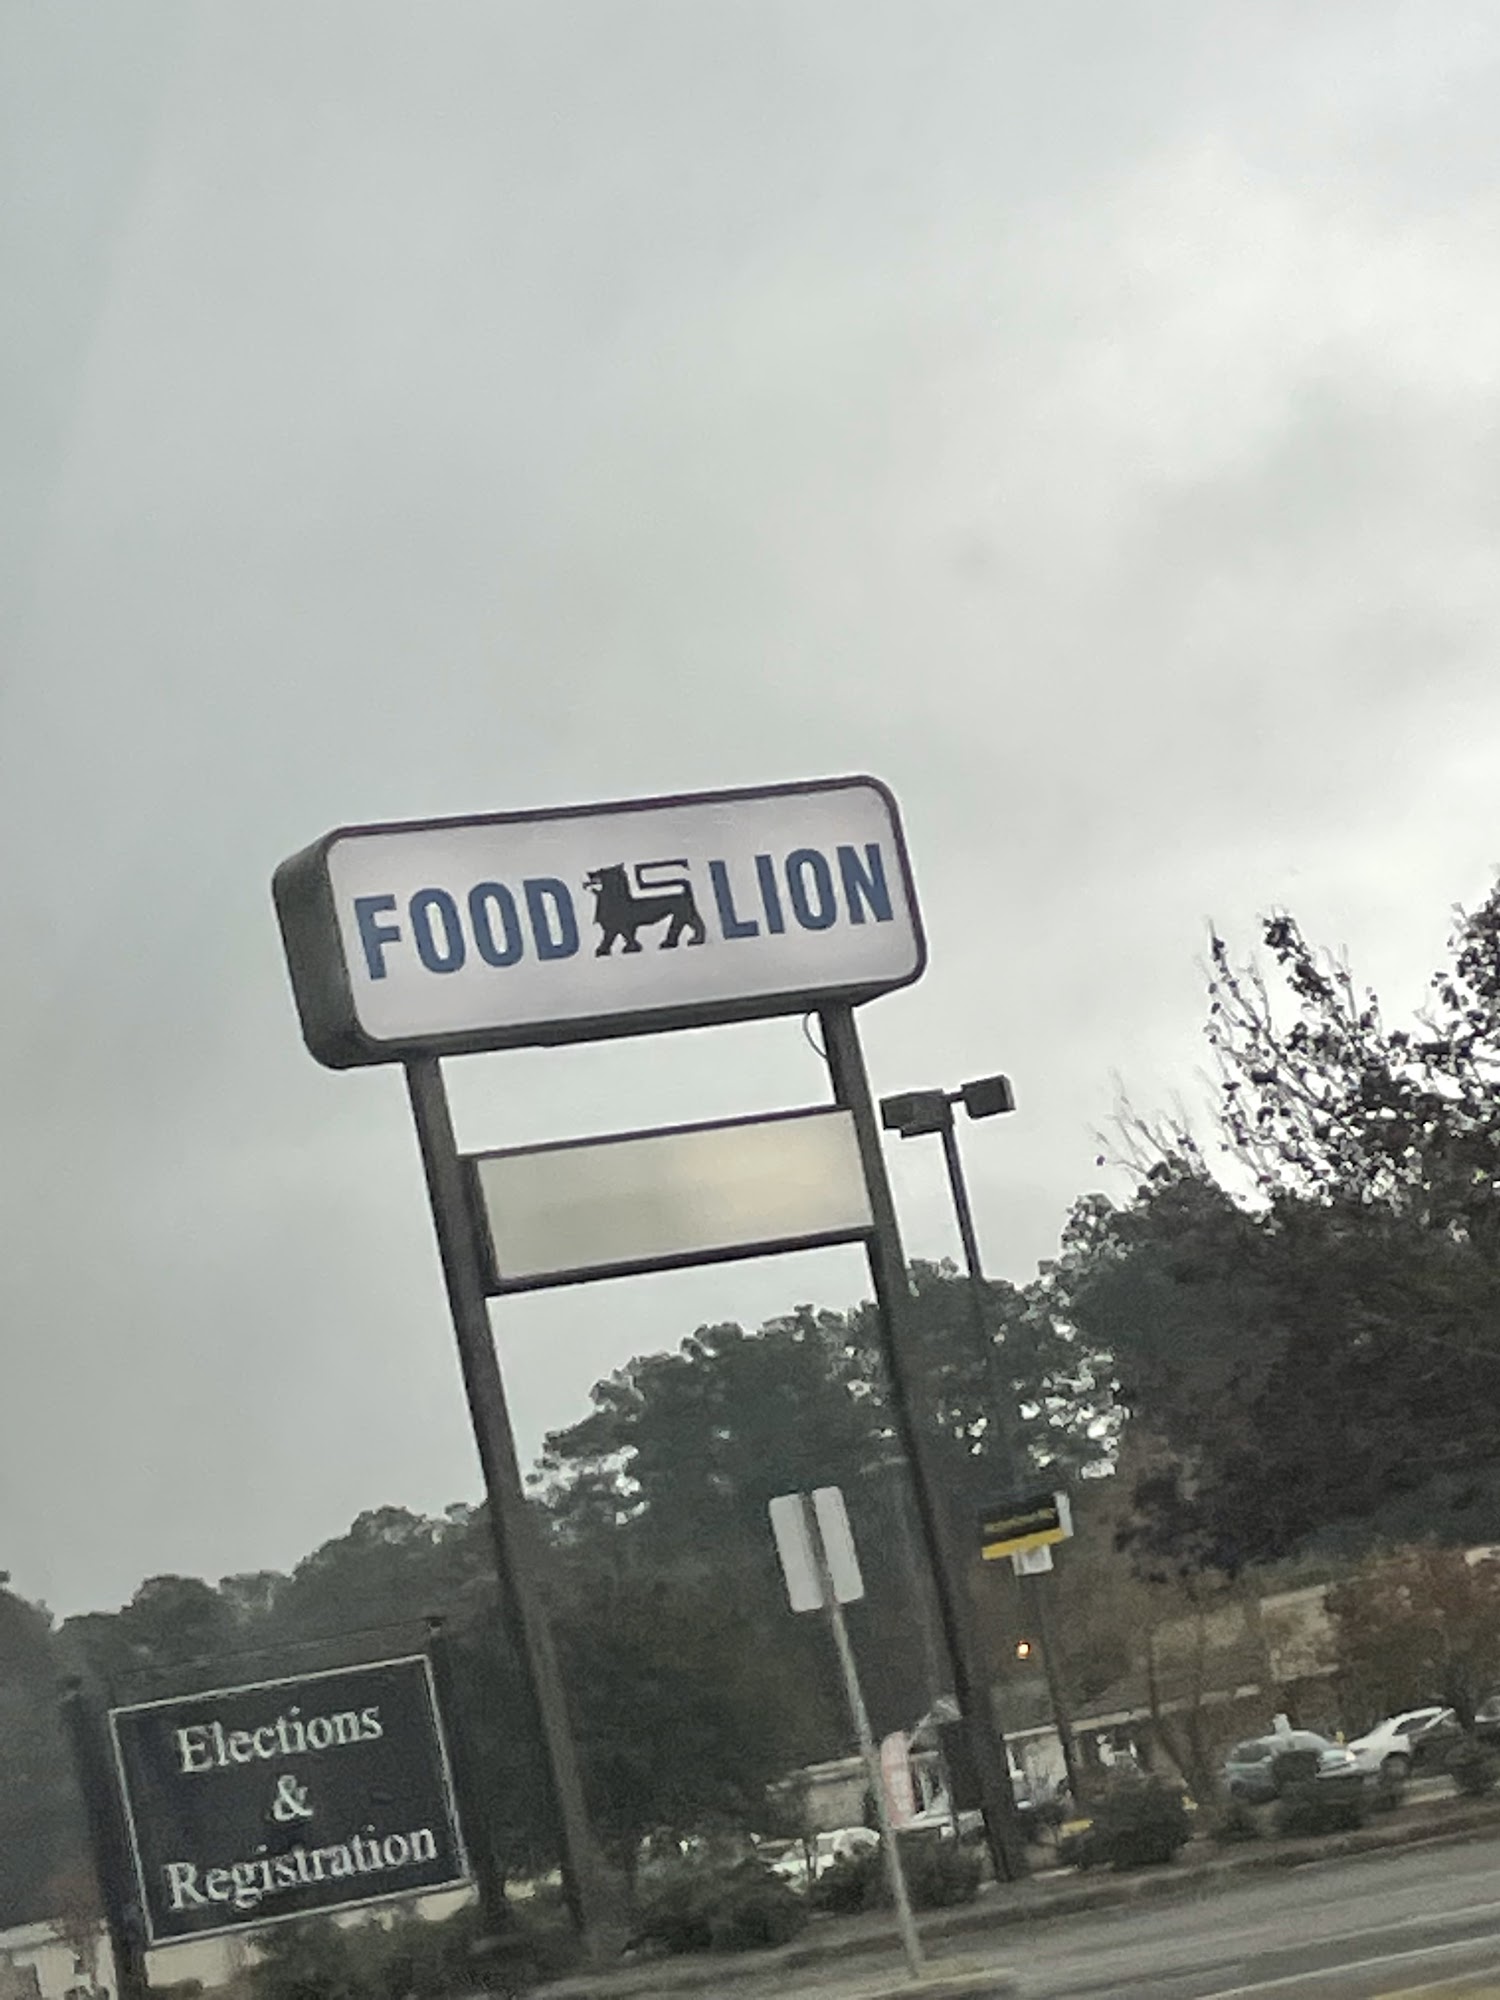 FOOD LION
Elections
&
Registration